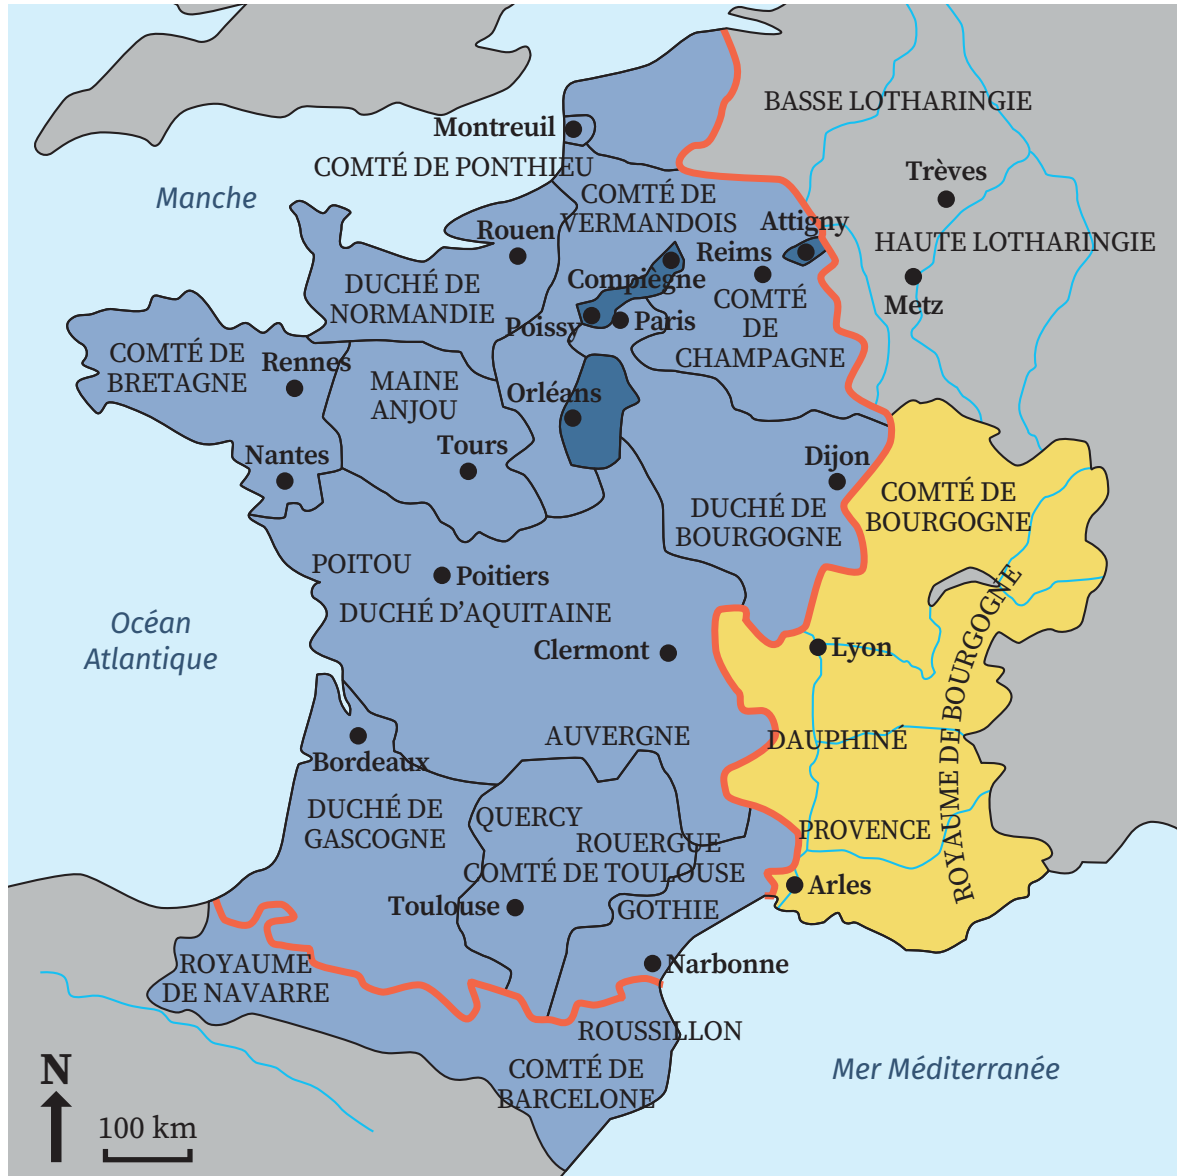 BASSE LOTHARINGIE
Montreuil
COMTÉ DE PONTHIEU
Manche
COMTÉ DE
VERMANDOIS
Trèves
Attigny
Rouen
Reims
HAUTE LOTHARINGIE
Compiègne
DUCHÉ DE
NORMANDIE
COMTÉ
DE
CHAMPAGNE
Metz
Poissy
Paris
COMTÉ DE
BRETAGNE
Rennes
MAINE
ANJOU
Orléans
Nantes
Tours
Dijon
DUCHÉ DE
BOURGOGNE
COMTÉ DE
BOURGOGNE
POITOU
Poitiers
DUCHÉ D’AQUITAINE
Océan
Atlantique
Clermont
Lyon
ROYAUME DE BOURGOGNE
AUVERGNE
DAUPHINÉ
Bordeaux
DUCHÉ DE
GASCOGNE
QUERCY
ROUERGUE
COMTÉ DE TOULOUSE
PROVENCE
Arles
Toulouse
GOTHIE
Narbonne
ROYAUME
DE NAVARRE
ROUSSILLON
COMTÉ DE
BARCELONE
Mer Méditerranée
N
100 km